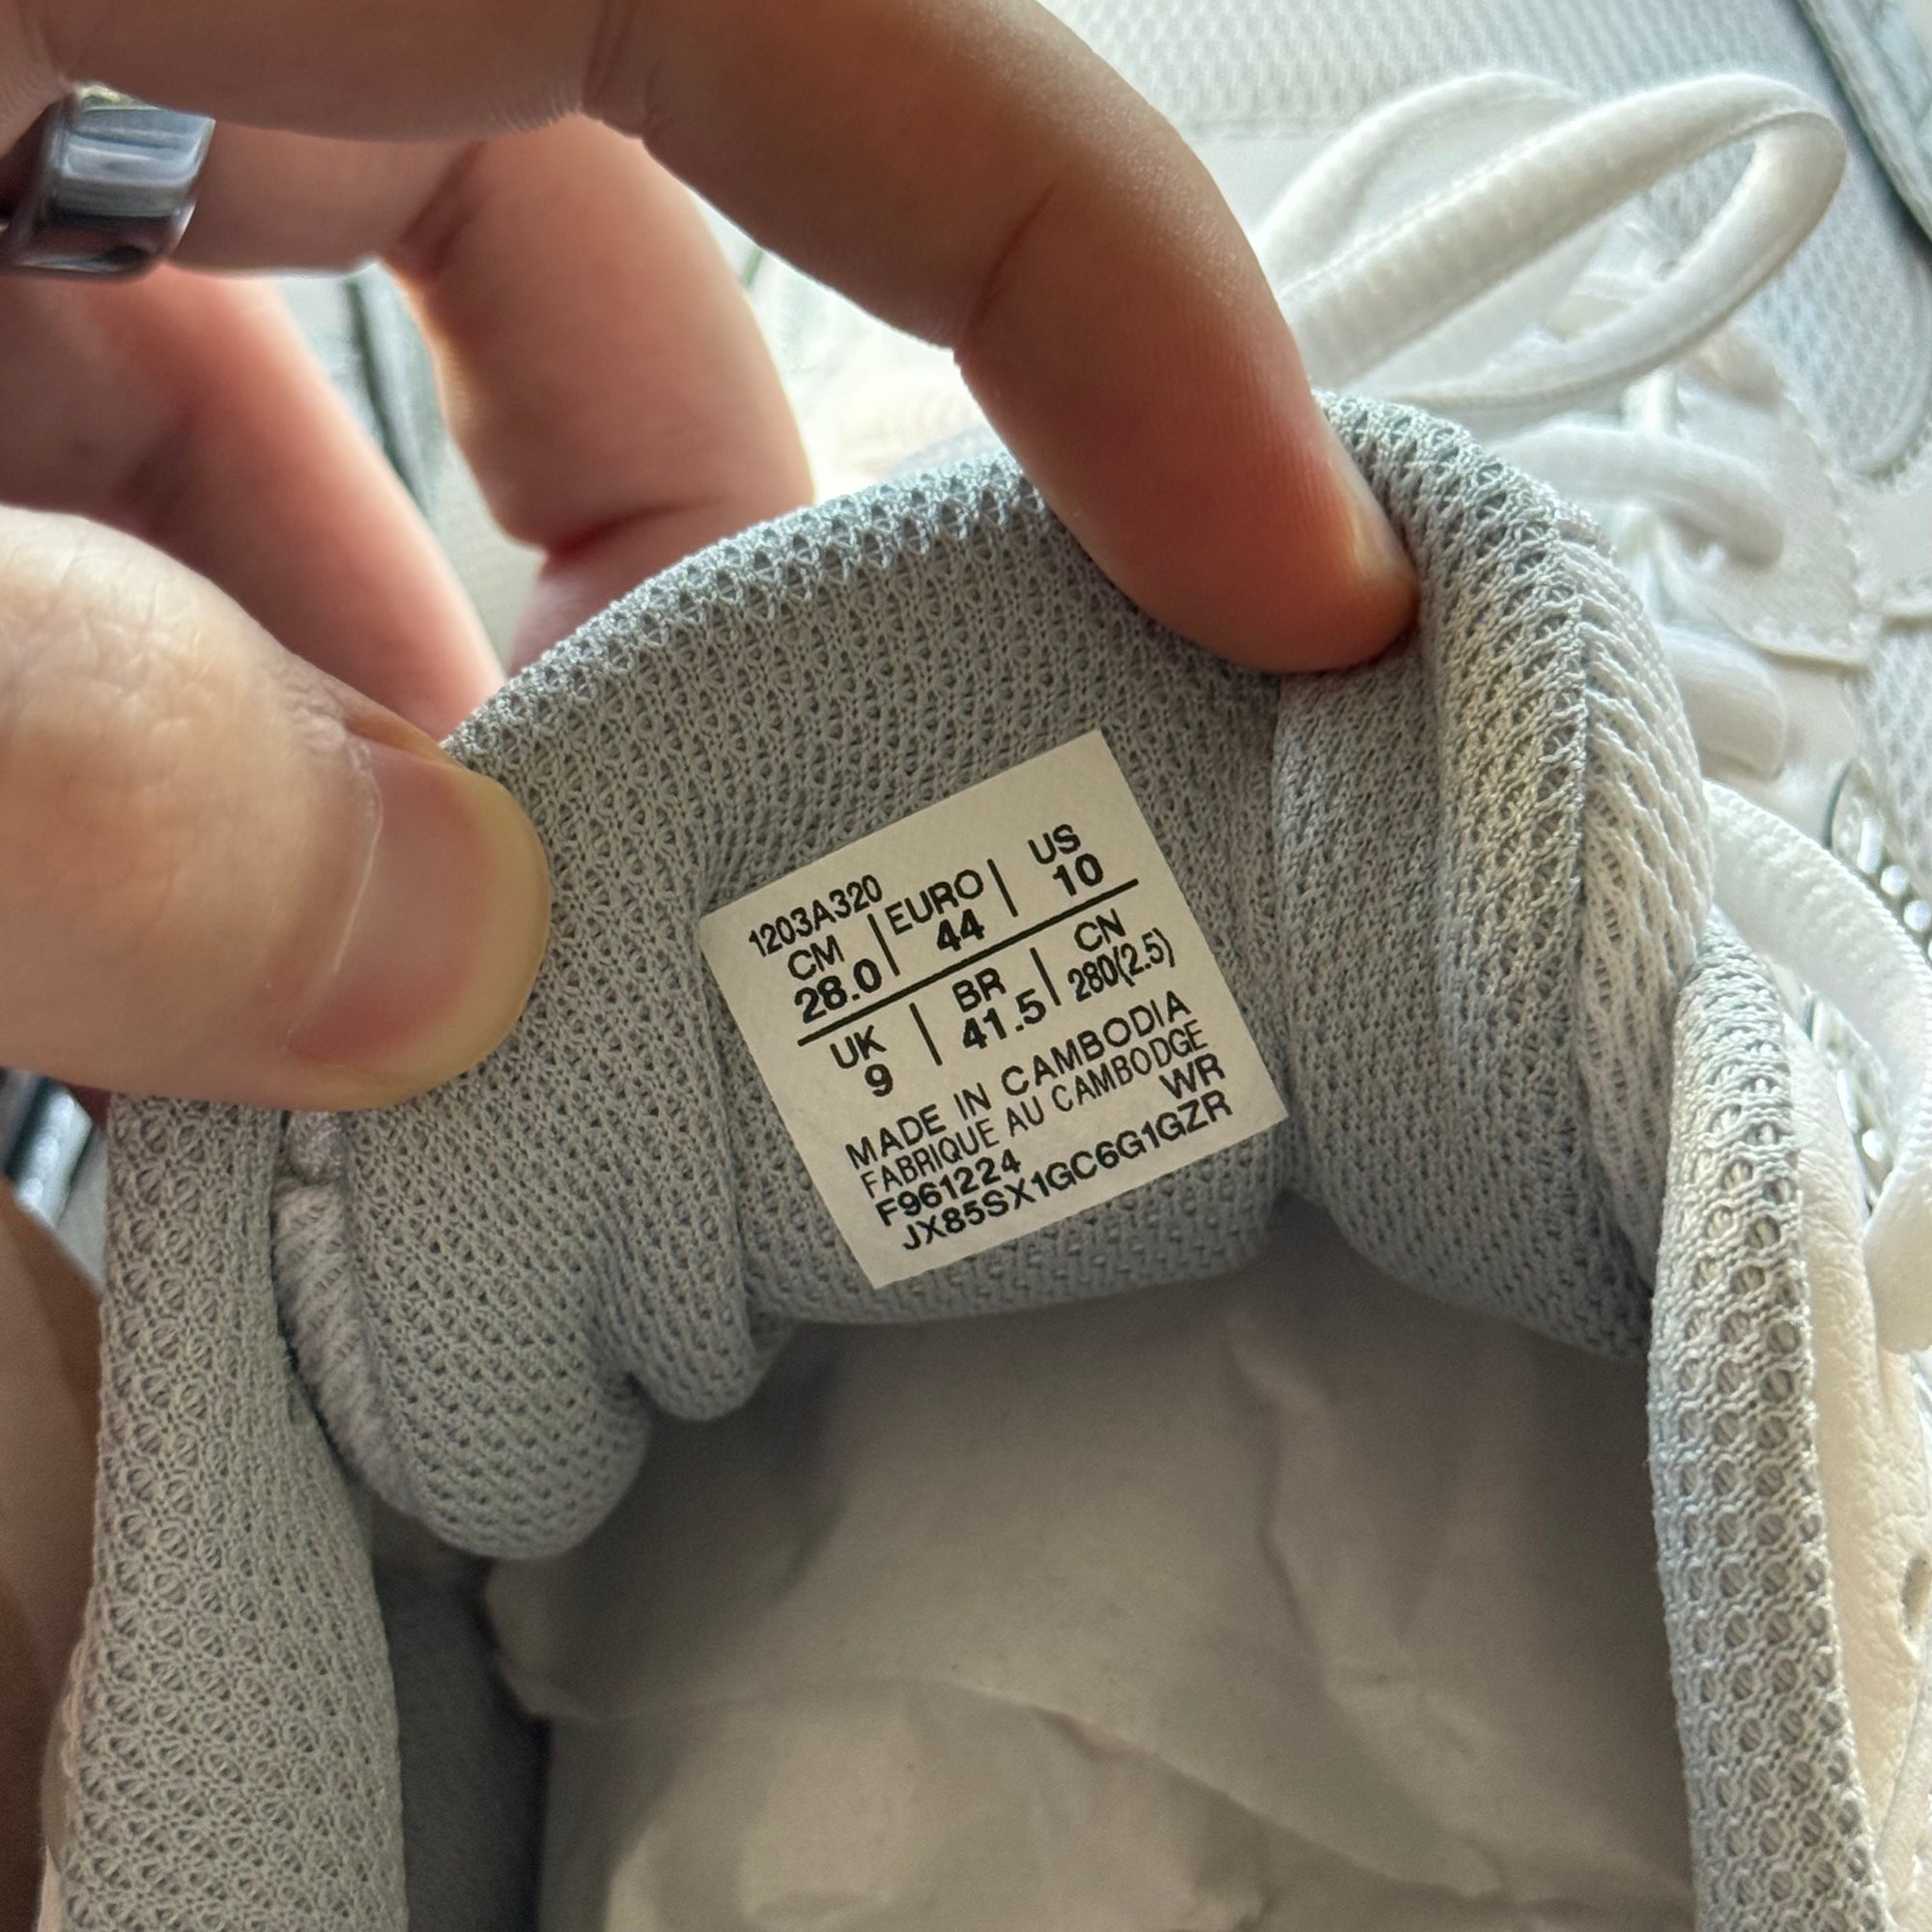 1203A320
CM | EURO | US
28.0 44 10
UK | BR | CN
9 41.5 280(2.5)
MADE IN CAMBODIA
FABRIQUE AU CAMBODGE
WR
F961224
JX85SX1GC6G1GZR